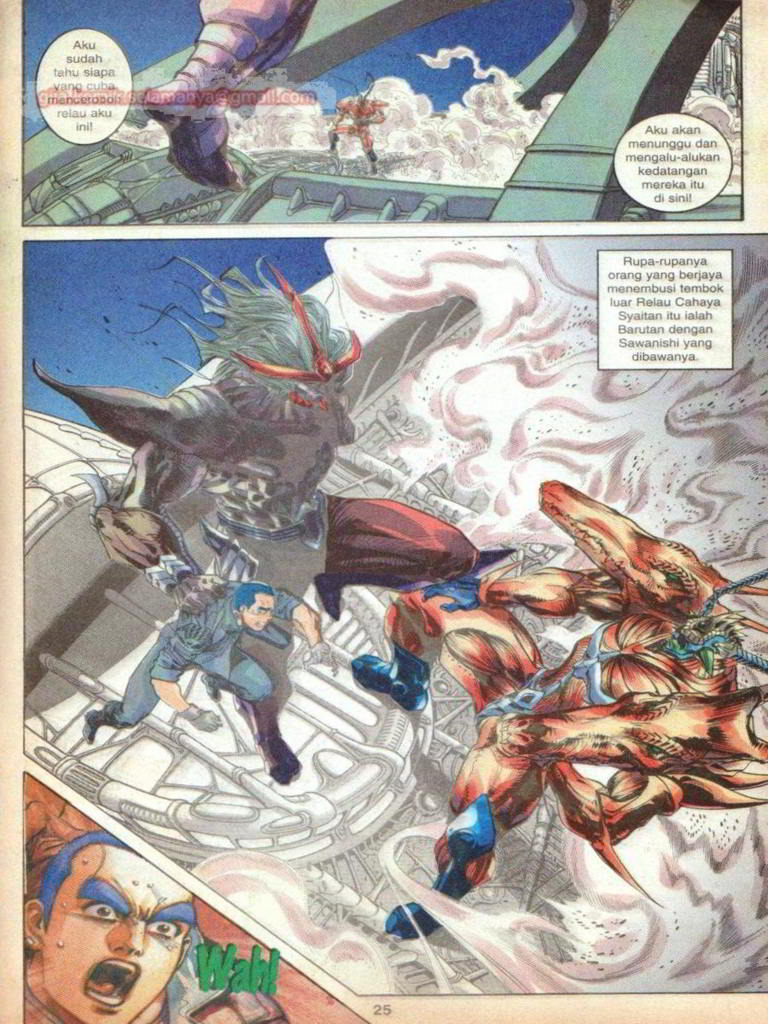 Aku
sudah
tahu siapa
yang cuba
menceroboh
relau aku
ini!
Aku akan
menunggu dan
mengalu-alukan
kedatangan
mereka itu
di sini!
Rupa-rupanya
orang yang berjaya
menembusi tembok
luar Relau Cahaya
Syaitan itu ialah
Barutan dengan
Sawanishi yang
dibawanya.
Wah!
25